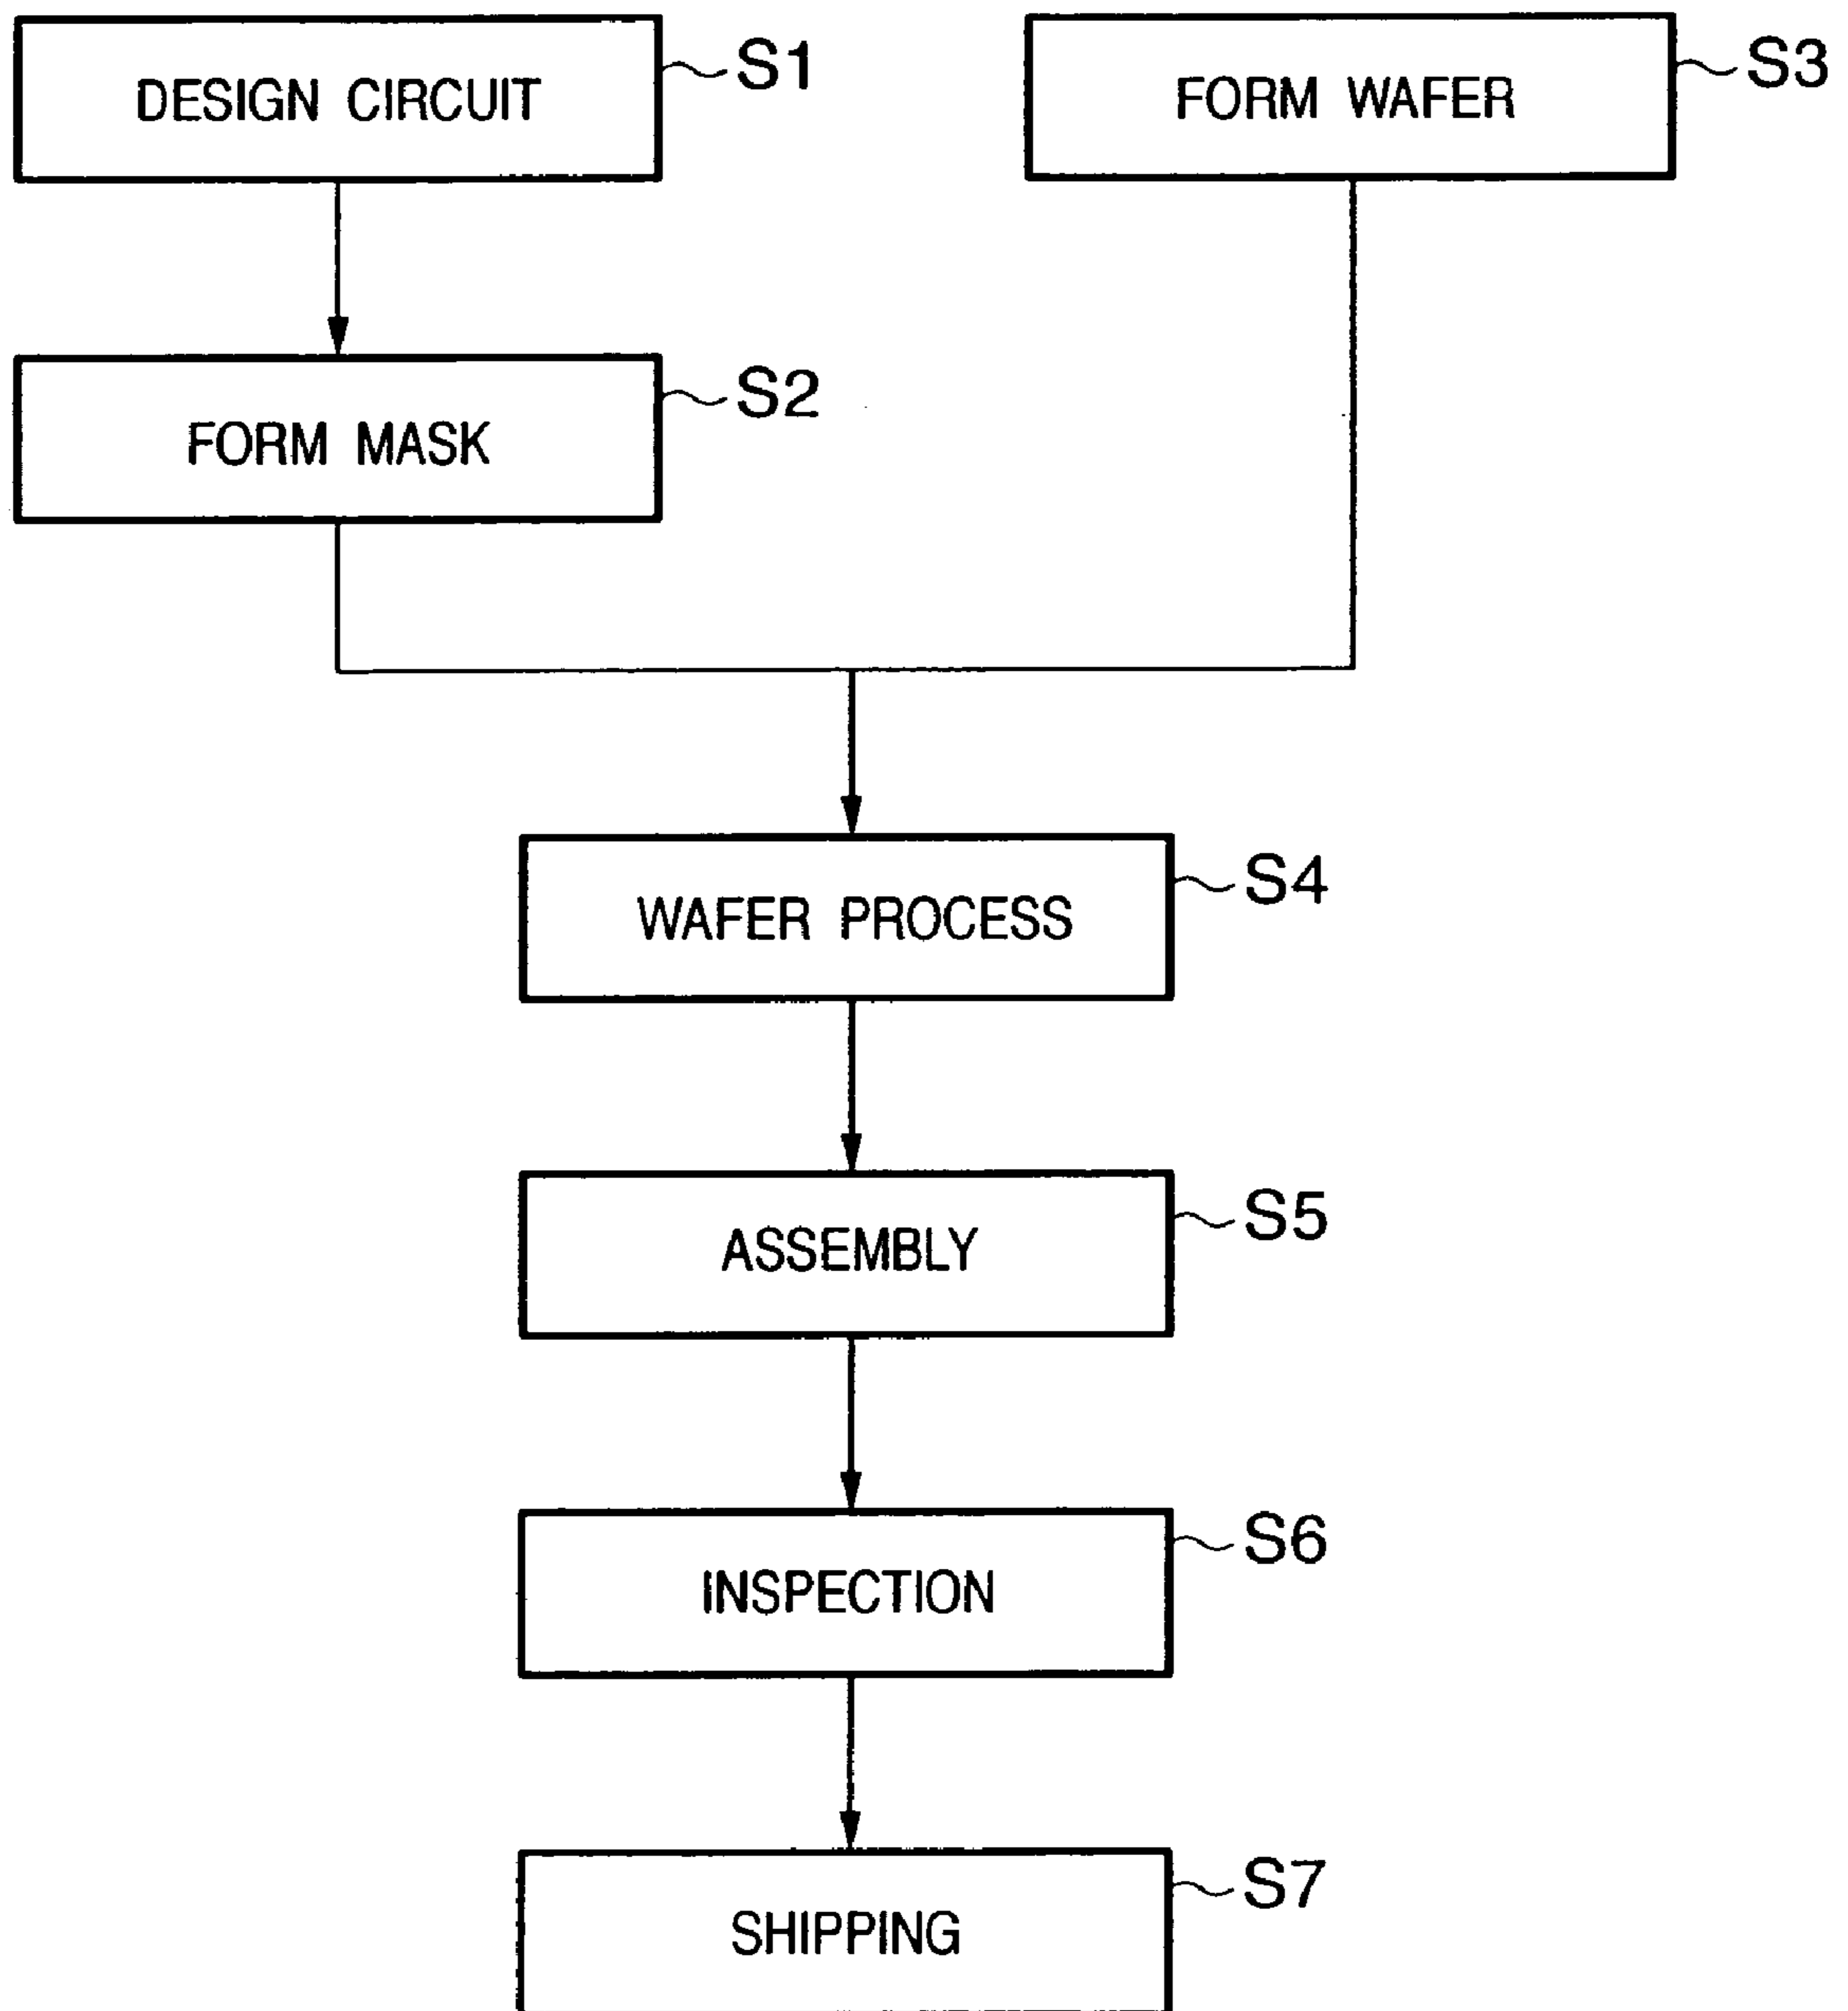 DESIGN CIRCUIT
S1
FORM WAFER
S3
FORM MASK
S2
WAFER PROCESS
S4
ASSEMBLY
S5
INSPECTION
S6
SHIPPING
S7